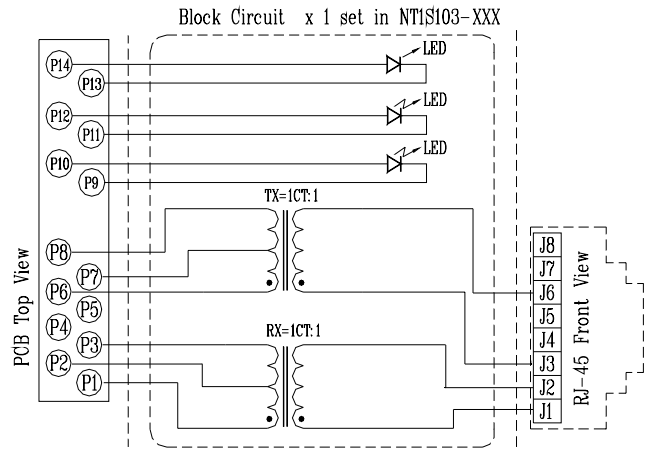 Block Circuit x 1 set in NT1S103-XXX
P14
LED
P13
P12
LED
P11
P10
LED
P9
TX=1CT:1
P8
P7
P6
P5
P4
P3
P2
P1
PCB Top View
RX=1CT:1
J8
J7
J6
J5
J4
J3
J2
J1
RJ-45 Front View